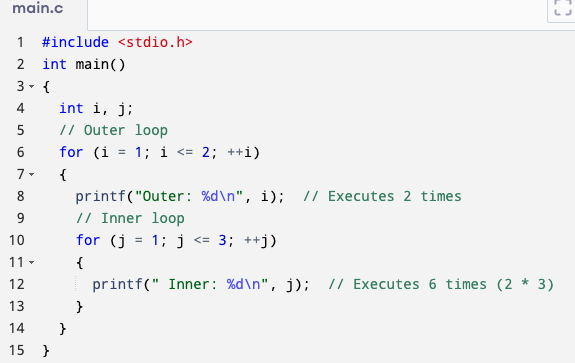 main.c
1 #include <stdio.h>
2 int main()
3 {
4   int i, j;
5   // Outer loop
6   for (i = 1; i <= 2; ++i)
7   {
8     printf("Outer: %d\n", i);  // Executes 2 times
9     // Inner loop
10     for (j = 1; j <= 3; ++j)
11     {
12       printf(" Inner: %d\n", j);  // Executes 6 times (2 * 3)
13     }
14   }
15 }